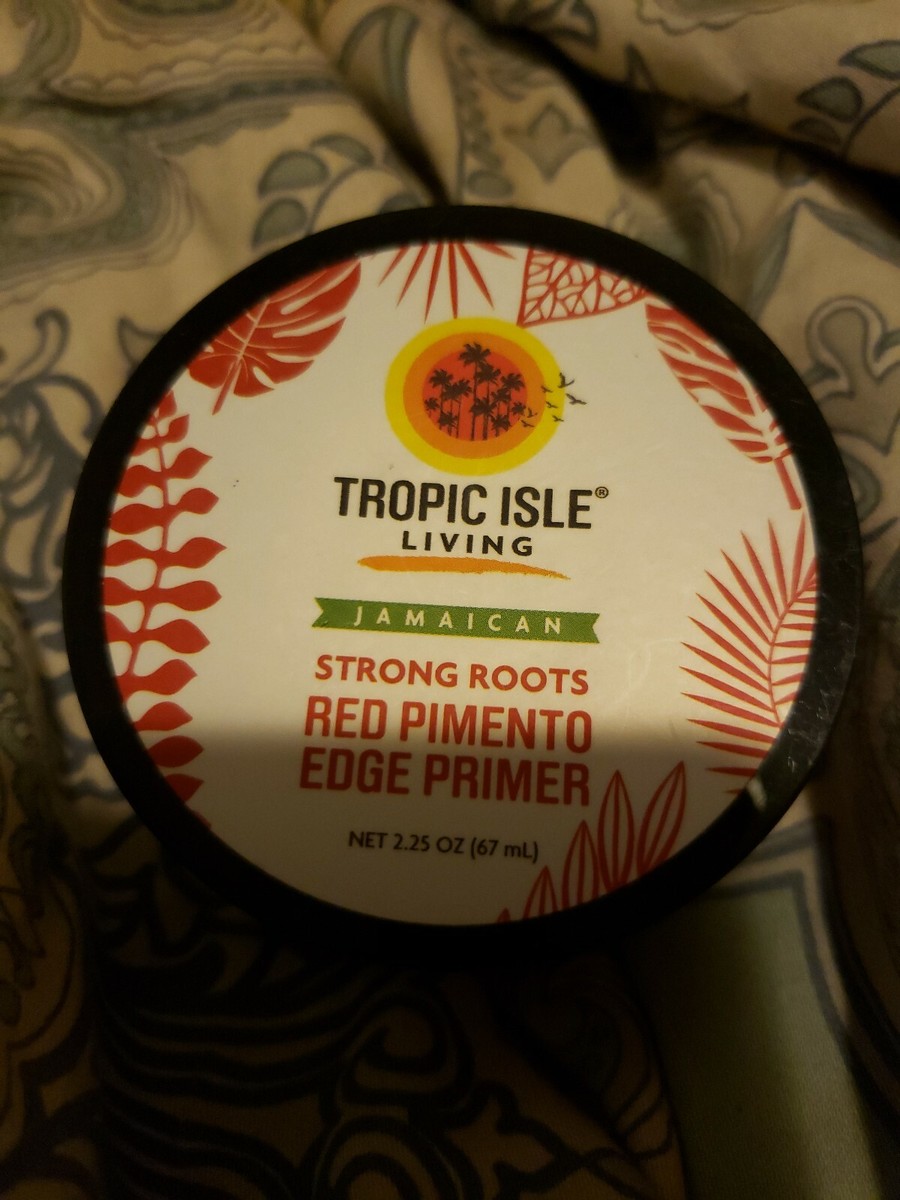 TROPIC ISLE®
LIVING
JAMAICAN
STRONG ROOTS
RED PIMENTO
EDGE PRIMER
NET 2.25 OZ (67 mL)